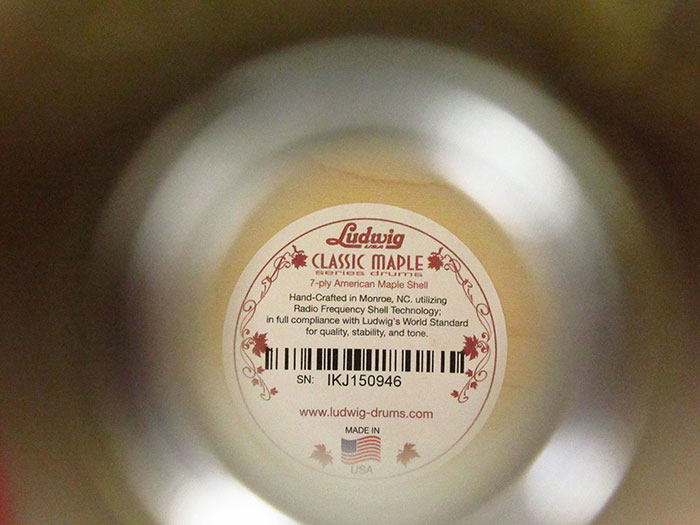 Ludwig
USA
CLASSIC MAPLE
series drums
7-ply American Maple Shell
Hand-Crafted in Monroe, NC. utilizing
Radio Frequency Shell Technology;
in full compliance with Ludwig's World Standard
for quality, stability, and tone.
SN: IKJ150946
www.ludwig-drums.com
MADE IN
USA